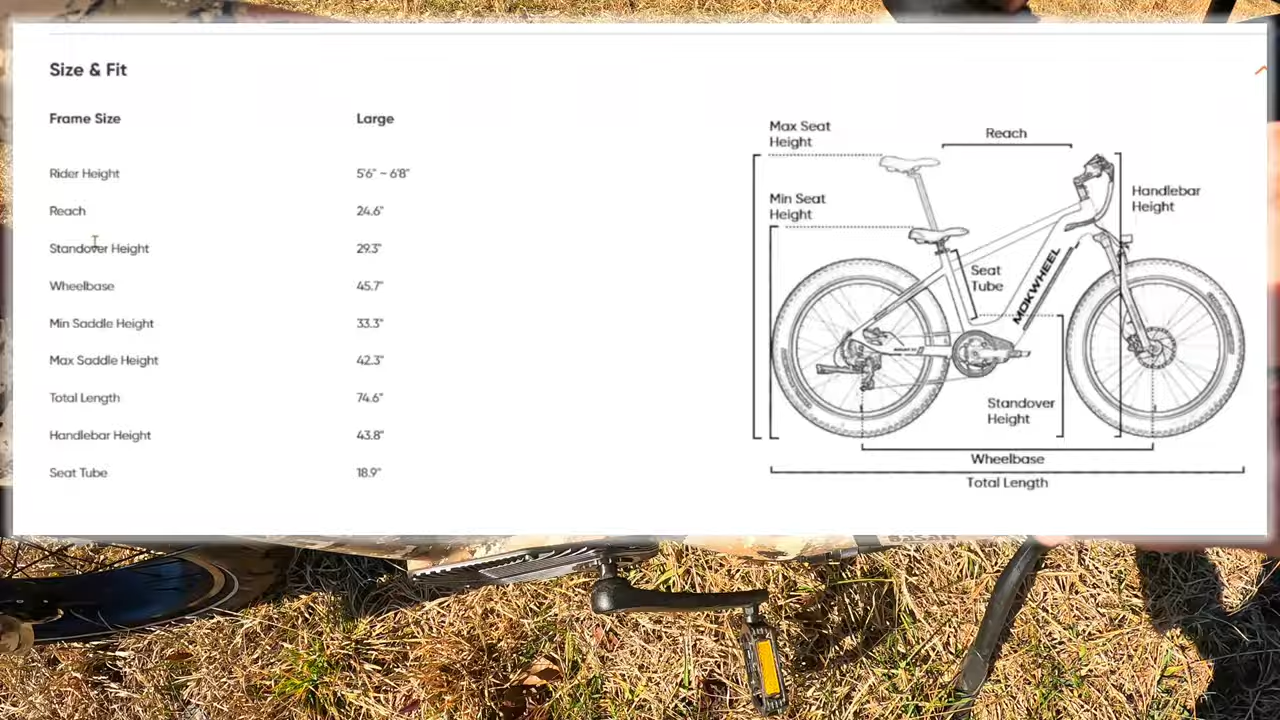 Size & Fit
Frame Size Large
Rider Height 5'6" – 6'8"
Reach 24.6"
Standover Height 29.3"
Wheelbase 45.7"
Min Saddle Height 33.3"
Max Saddle Height 42.3"
Total Length 74.6"
Handlebar Height 43.8"
Seat Tube 18.9"
Max Seat
Height
Reach
Min Seat
Height
Handlebar
Height
Seat
Tube
MOKWHEEL
Standover
Height
Wheelbase
Total Length